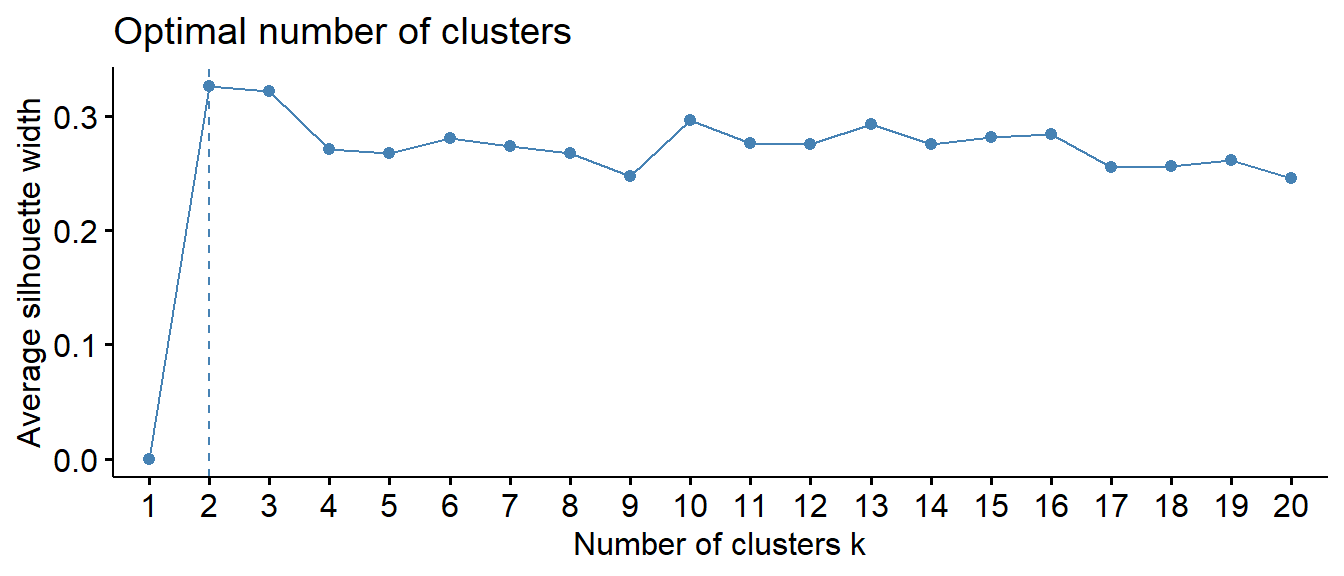 Optimal number of clusters
Average silhouette width
0.3
0.2
0.1
0.0
1 2 3 4 5 6 7 8 9 10 11 12 13 14 15 16 17 18 19 20
Number of clusters k